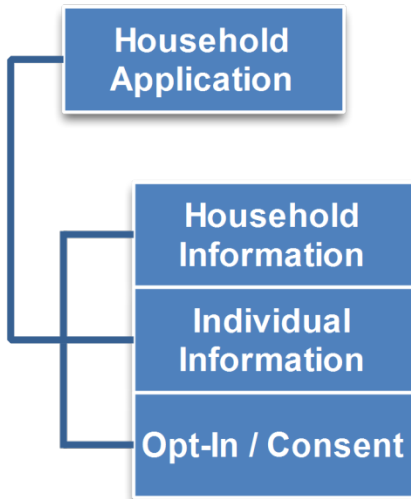 Household
Application
Household
Information
Individual
Information
Opt-In / Consent